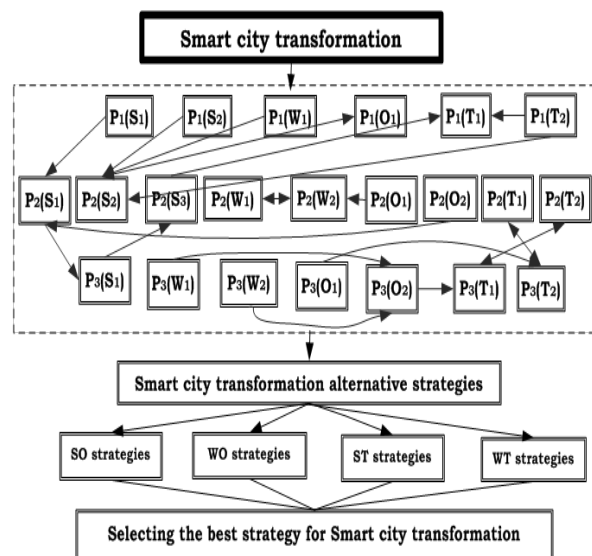 Smart city transformation
P1(S1) P1(S2) P1(W1) P1(O1) P1(T1) P1(T2)
P2(S1) P2(S2) P2(S3) P2(W1) P2(W2) P2(O1) P2(O2) P2(T1) P2(T2)
P3(S1) P3(W1) P3(W2) P3(O1) P3(O2) P3(T1) P3(T2)
Smart city transformation alternative strategies
SO strategies WO strategies ST strategies WT strategies
Selecting the best strategy for Smart city transformation